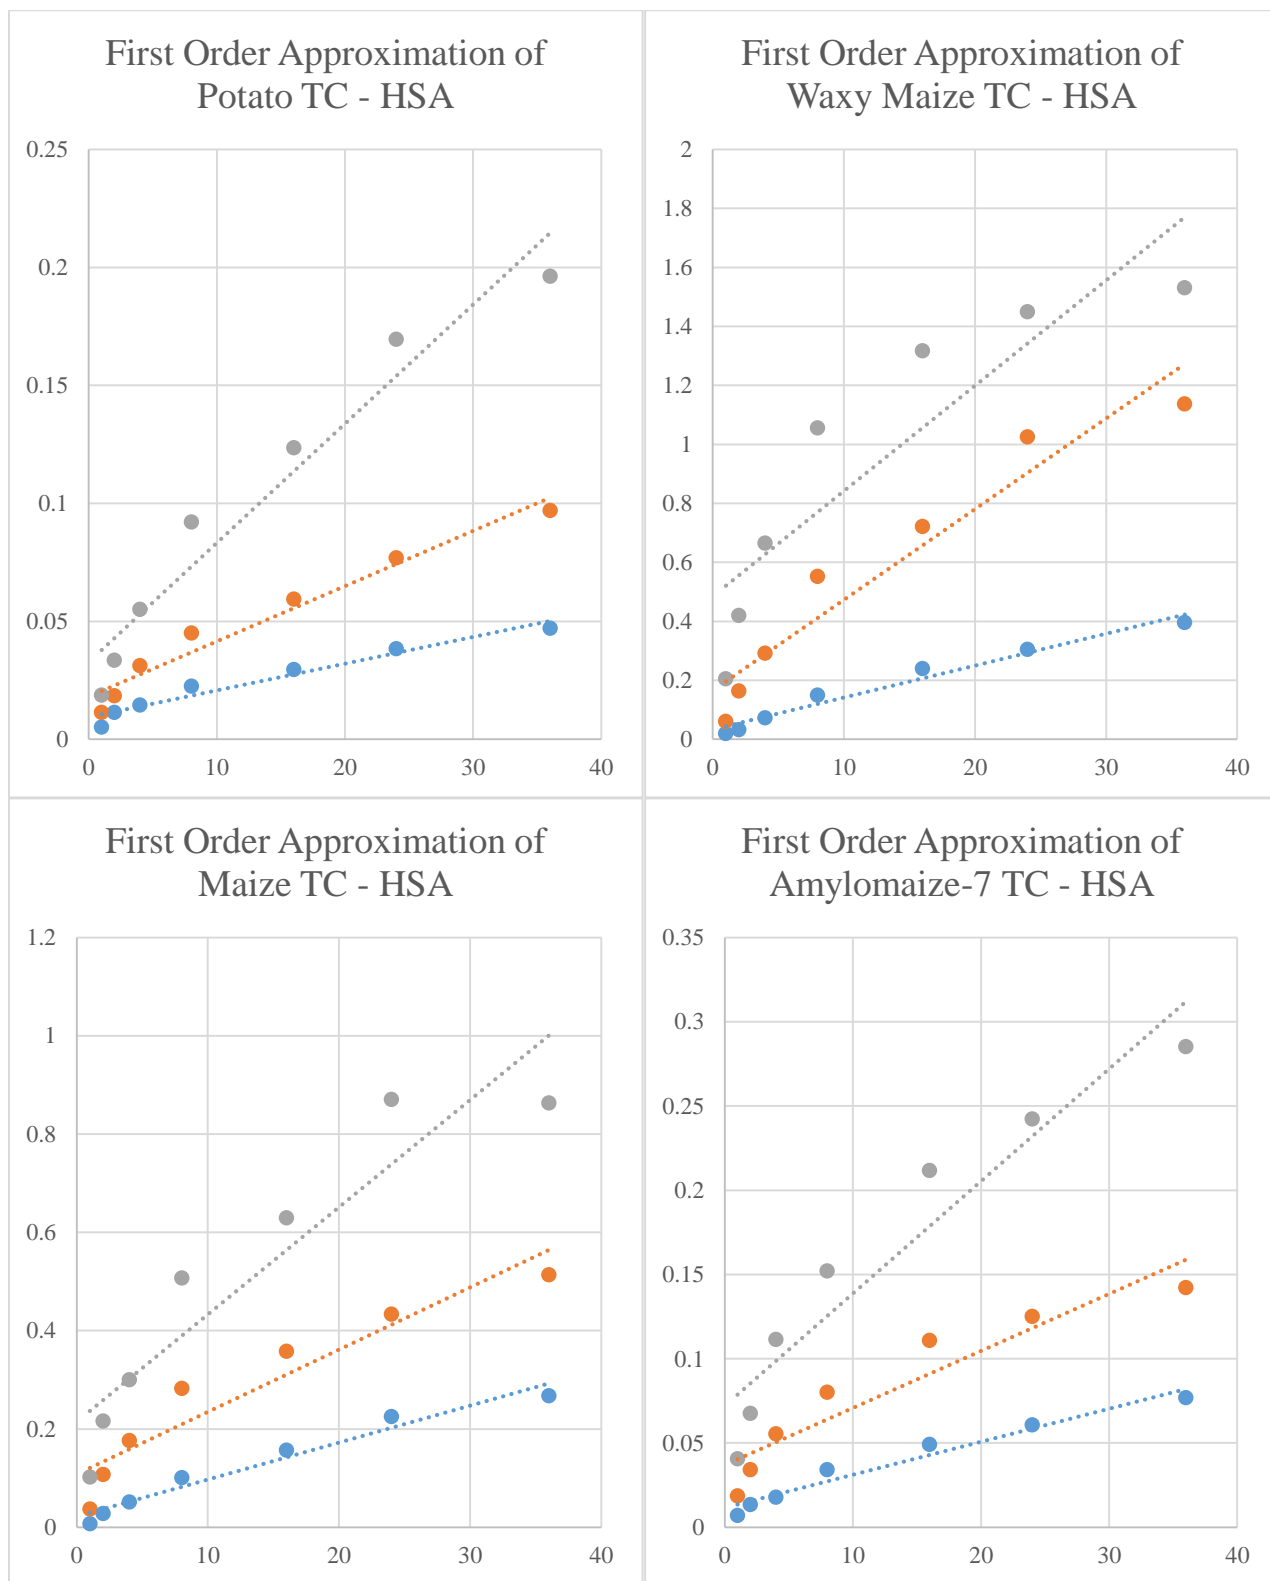 First Order Approximation of
Potato TC - HSA
0.25
0.2
0.15
0.1
0.05
0
0 10 20 30 40
First Order Approximation of
Waxy Maize TC - HSA
2
1.8
1.6
1.4
1.2
1
0.8
0.6
0.4
0.2
0
0 10 20 30 40
First Order Approximation of
Maize TC - HSA
1.2
1
0.8
0.6
0.4
0.2
0
0 10 20 30 40
First Order Approximation of
Amylomaize-7 TC - HSA
0.35
0.3
0.25
0.2
0.15
0.1
0.05
0
0 10 20 30 40